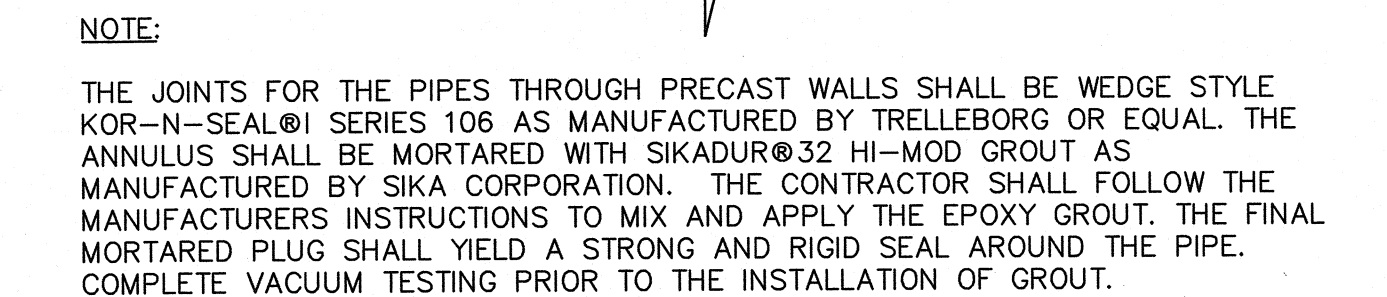 NOTE:
THE JOINTS FOR THE PIPES THROUGH PRECAST WALLS SHALL BE WEDGE STYLE
KOR-N-SEAL®I SERIES 106 AS MANUFACTURED BY TRELLEBORG OR EQUAL. THE
ANNULUS SHALL BE MORTARED WITH SIKADUR®32 HI-MOD GROUT AS
MANUFACTURED BY SIKA CORPORATION. THE CONTRACTOR SHALL FOLLOW THE
MANUFACTURERS INSTRUCTIONS TO MIX AND APPLY THE EPOXY GROUT. THE FINAL
MORTARED PLUG SHALL YIELD A STRONG AND RIGID SEAL AROUND THE PIPE.
COMPLETE VACUUM TESTING PRIOR TO THE INSTALLATION OF GROUT.